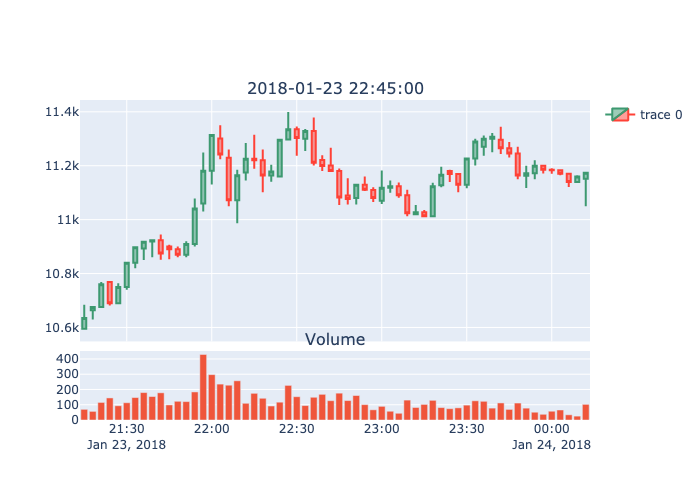 2018-01-23 22:45:00
trace 0
11.4k
11.2k
11k
10.8k
10.6k
Volume
400
300
200
100
0
21:30 22:00 22:30 23:00 23:30 00:00
Jan 23, 2018 Jan 24, 2018